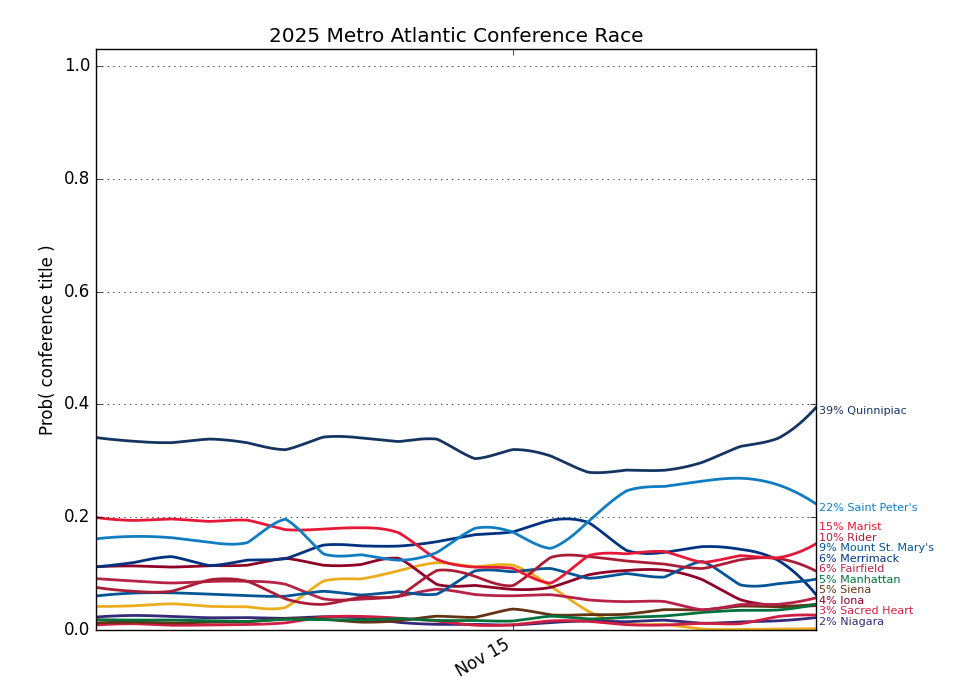 2025 Metro Atlantic Conference Race
Prob( conference title )
1.0
0.8
0.6
0.4
0.2
0.0
Nov 15
39% Quinnipiac
22% Saint Peter's
15% Marist
10% Rider
9% Mount St. Mary's
6% Merrimack
6% Fairfield
5% Manhattan
5% Siena
4% Iona
3% Sacred Heart
2% Niagara